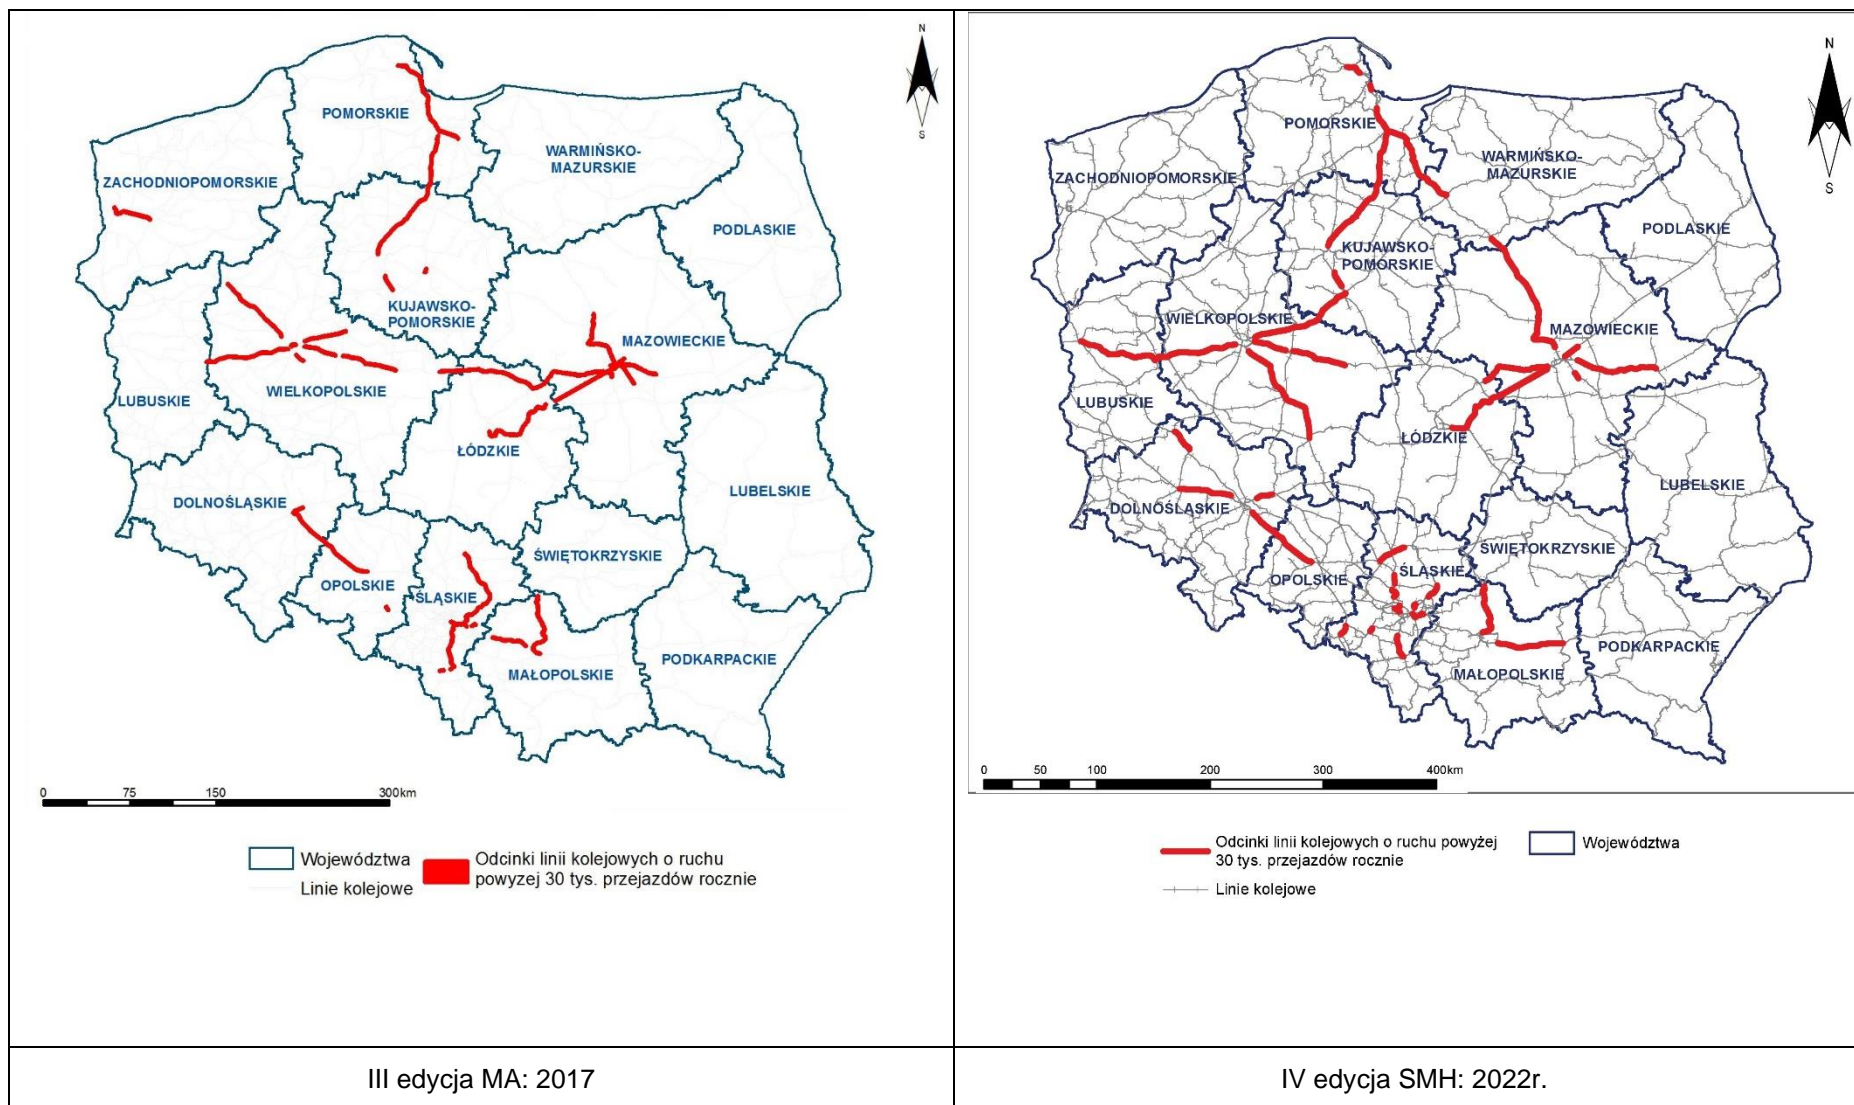 N
S
POMORSKIE
WARMIŃSKO-
MAZURSKIE
ZACHODNIOPOMORSKIE
PODLASKIE
KUJAWSKO-
POMORSKIE
MAZOWIECKIE
WIELKOPOLSKIE
LUBUSKIE
ŁÓDZKIE
LUBELSKIE
DOLNOŚLĄSKIE
ŚWIĘTOKRZYSKIE
OPOLSKIE
ŚLĄSKIE
PODKARPACKIE
MAŁOPOLSKIE
0 75 150 300km
Województwa
Linie kolejowe
Odcinki linii kolejowych o ruchu
powyzej 30 tys. przejazdów rocznie
III edycja MA: 2017
N
S
POMORSKIE
WARMIŃSKO-
MAZURSKIE
ZACHODNIOPOMORSKIE
PODLASKIE
KUJAWSKO-
POMORSKIE
WIELKOPOLSKIE
MAZOWIECKIE
LUBUSKIE
ŁÓDZKIE
LUBELSKIE
DOLNOŚLĄSKIE
ŚWIĘTOKRZYSKIE
OPOLSKIE
ŚLĄSKIE
PODKARPACKIE
MAŁOPOLSKIE
0 50 100 200 300 400km
Odcinki linii kolejowych o ruchu powyżej
30 tys. przejazdów rocznie
Województwa
Linie kolejowe
IV edycja SMH: 2022r.